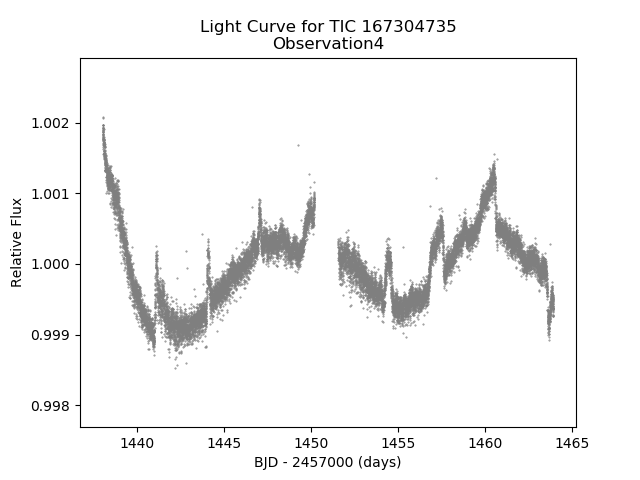 Light Curve for TIC 167304735
Observation4
Relative Flux
1.002
1.001
1.000
0.999
0.998
1440 1445 1450 1455 1460 1465
BJD - 2457000 (days)